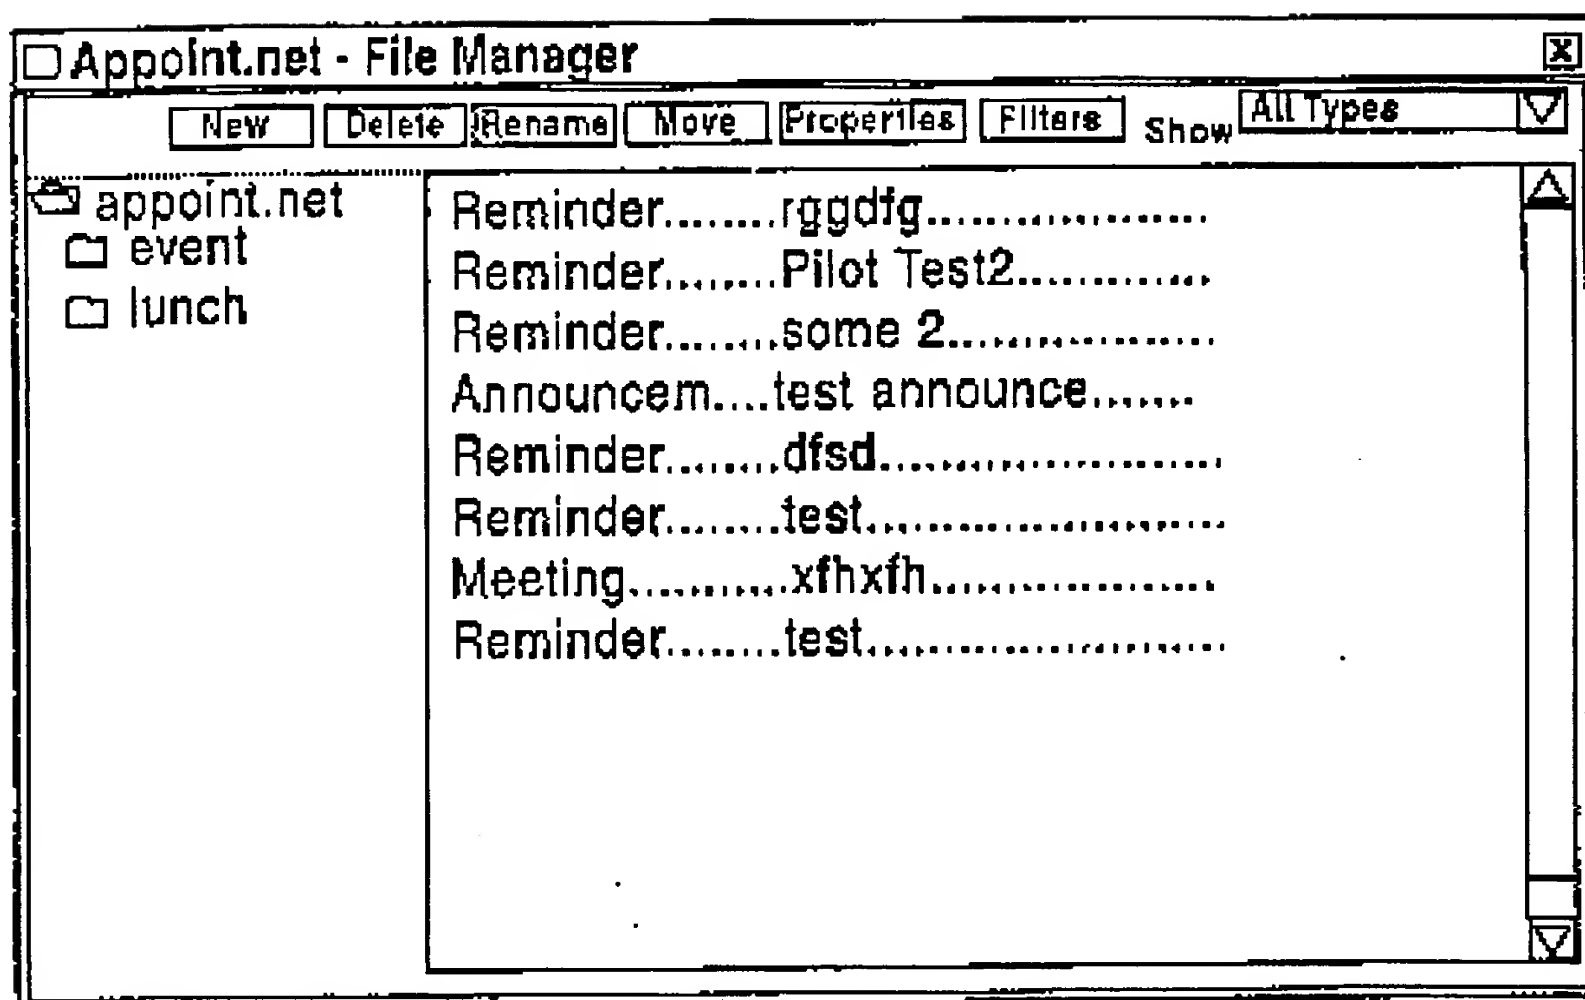 Appoint.net - File Manager
New Delete Rename Move Properties Filters Show All Types
appoint.net
event
lunch
Reminder........rggdfg...................
Reminder........Pilot Test2.............
Reminder........some 2..................
Announcem....test announce.......
Reminder........dfsd.......................
Reminder........test........................
Meeting...........xfhxfh...................
Reminder........test........................